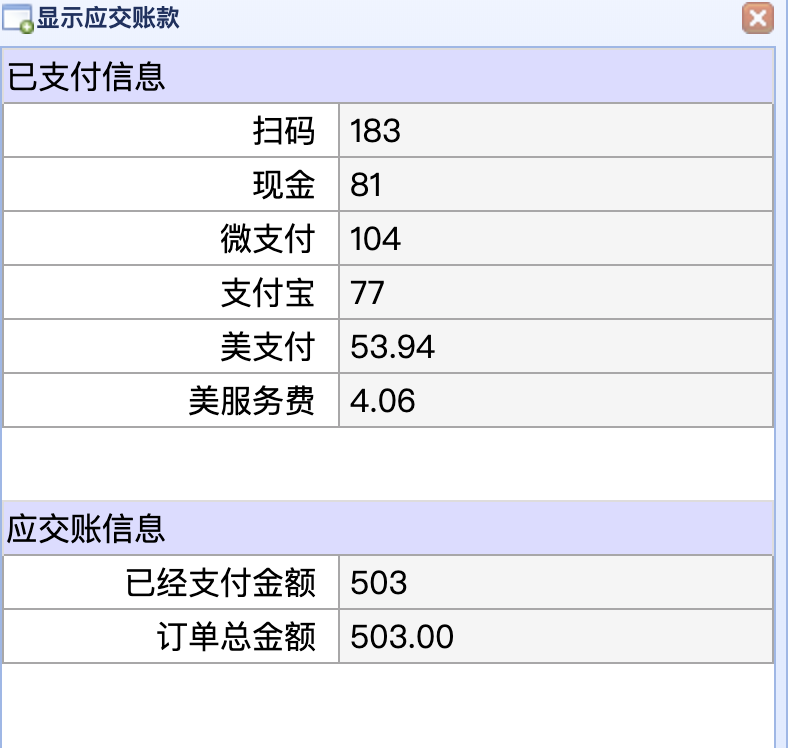 显示应交账款
已支付信息
扫码 183
现金 81
微支付 104
支付宝 77
美支付 53.94
美服务费 4.06
应交账信息
已经支付金额 503
订单总金额 503.00